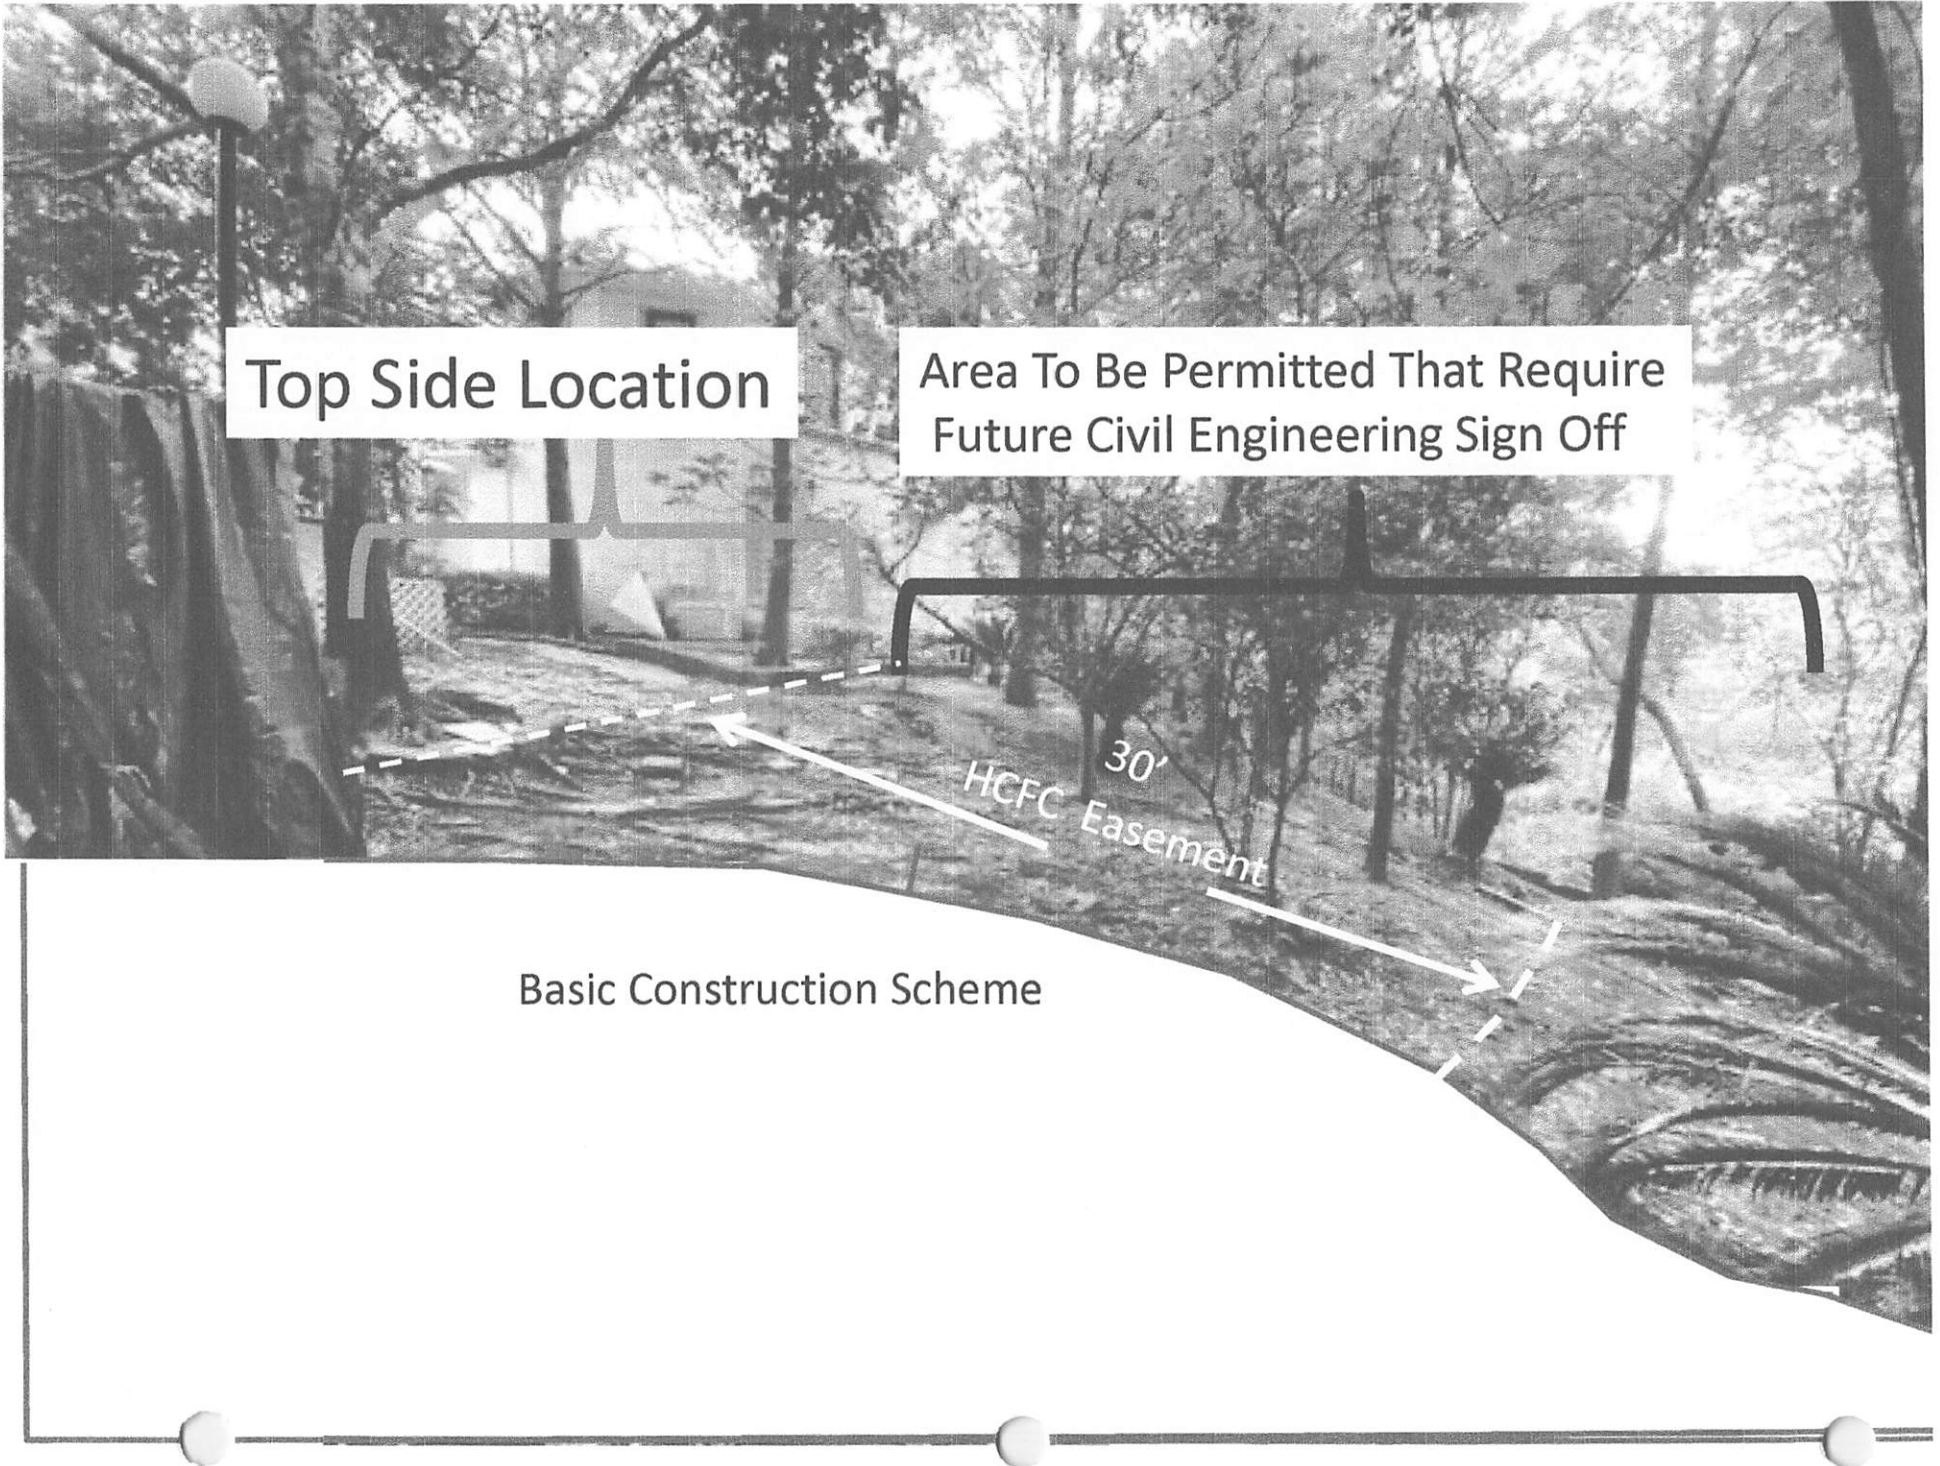 Top Side Location
Area To Be Permitted That Require
Future Civil Engineering Sign Off
30'
HCFC Easement
Basic Construction Scheme